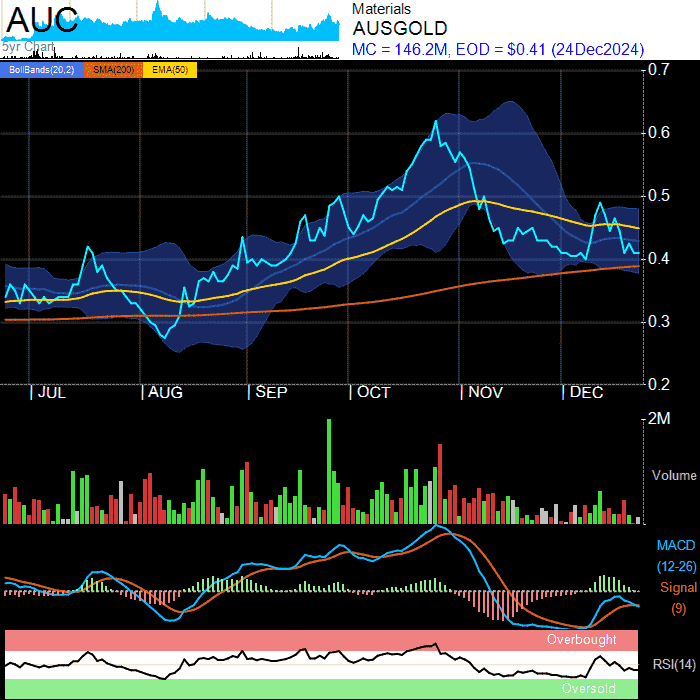 AUC
5yr Chart
Materials
AUSGOLD
MC = 146.2M, EOD = $0.41 (24Dec2024)
BollBands(20,2) SMA(200) EMA(50)
0.7
0.6
0.5
0.4
0.3
0.2
JUL AUG SEP OCT NOV DEC
2M
Volume
MACD
(12-26)
Signal
(9)
Overbought
RSI(14)
Oversold